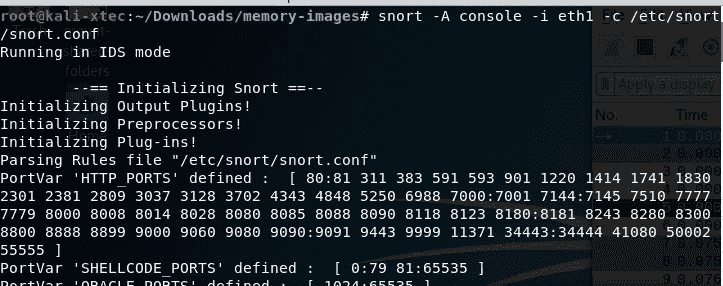 root@kali-xtec:~/Downloads/memory-images# snort -A console -i eth1 -c /etc/snort
/snort.conf
Running in IDS mode
folders
--== Initializing Snort ==--
Initializing Output Plugins!
Initializing Preprocessors!
Initializing Plug-ins!
Parsing Rules file "/etc/snort/snort.conf"
PortVar 'HTTP_PORTS' defined :  [ 80:81 311 383 591 593 901 1220 1414 1741 1830
2301 2381 2809 3037 3128 3702 4343 4848 5250 6988 7000:7001 7144:7145 7510 7777
7779 8000 8008 8014 8028 8080 8085 8088 8090 8118 8123 8180:8181 8243 8280 8300
8800 8888 8899 9000 9060 9080 9090:9091 9443 9999 11371 34443:34444 41080 50002
55555 ]
PortVar 'SHELLCODE_PORTS' defined :  [ 0:79 81:65535 ]
PortVar 'ORACLE_PORTS' defined :  [ 1024:65535 ]
Apply a display
No. Time
1 0.000